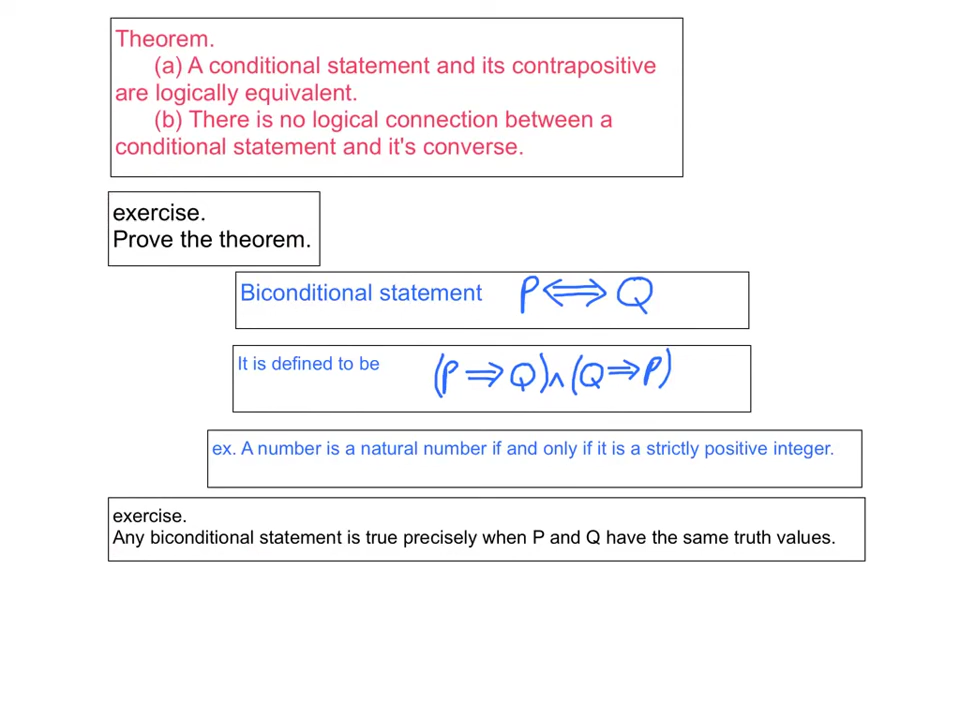 Theorem.
(a) A conditional statement and its contrapositive
are logically equivalent.
(b) There is no logical connection between a
conditional statement and it's converse.
exercise.
Prove the theorem.
Biconditional statement P⟺Q
It is defined to be (P⟹Q)∧(Q⟹P)
ex. A number is a natural number if and only if it is a strictly positive integer.
exercise.
Any biconditional statement is true precisely when P and Q have the same truth values.